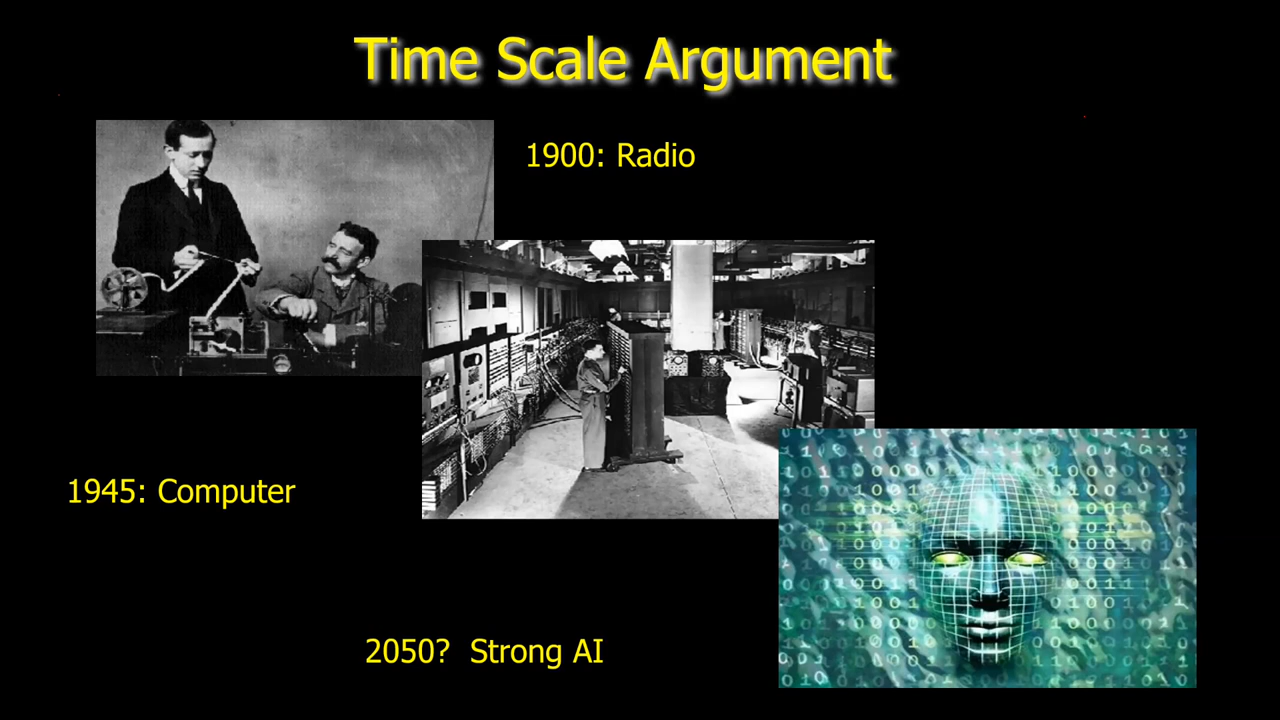 Time Scale Argument
1900: Radio
1945: Computer
2050?  Strong AI